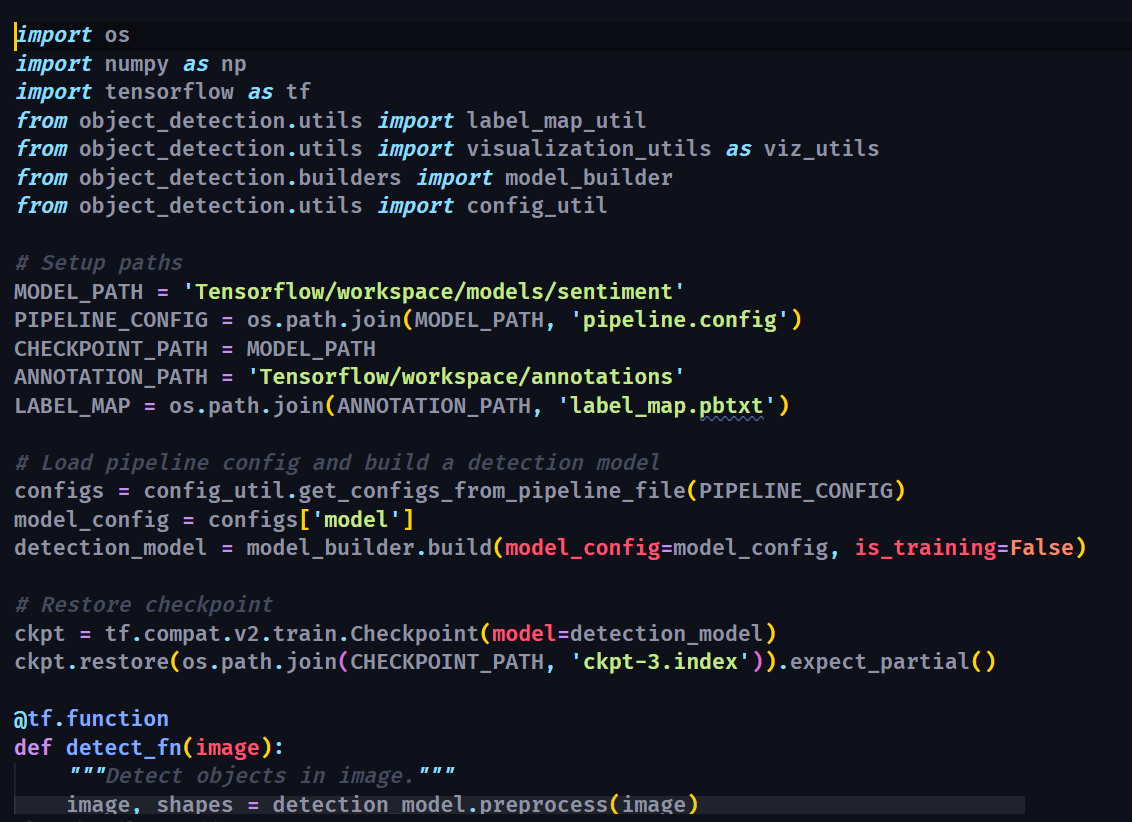 import os
import numpy as np
import tensorflow as tf
from object_detection.utils import label_map_util
from object_detection.utils import visualization_utils as viz_utils
from object_detection.builders import model_builder
from object_detection.utils import config_util
# Setup paths
MODEL_PATH = 'Tensorflow/workspace/models/sentiment'
PIPELINE_CONFIG = os.path.join(MODEL_PATH, 'pipeline.config')
CHECKPOINT_PATH = MODEL_PATH
ANNOTATION_PATH = 'Tensorflow/workspace/annotations'
LABEL_MAP = os.path.join(ANNOTATION_PATH, 'label_map.pbtxt')
# Load pipeline config and build a detection model
configs = config_util.get_configs_from_pipeline_file(PIPELINE_CONFIG)
model_config = configs['model']
detection_model = model_builder.build(model_config=model_config, is_training=False)
# Restore checkpoint
ckpt = tf.compat.v2.train.Checkpoint(model=detection_model)
ckpt.restore(os.path.join(CHECKPOINT_PATH, 'ckpt-3.index')).expect_partial()
@tf.function
def detect_fn(image):
    """Detect objects in image."""
    image, shapes = detection_model.preprocess(image)